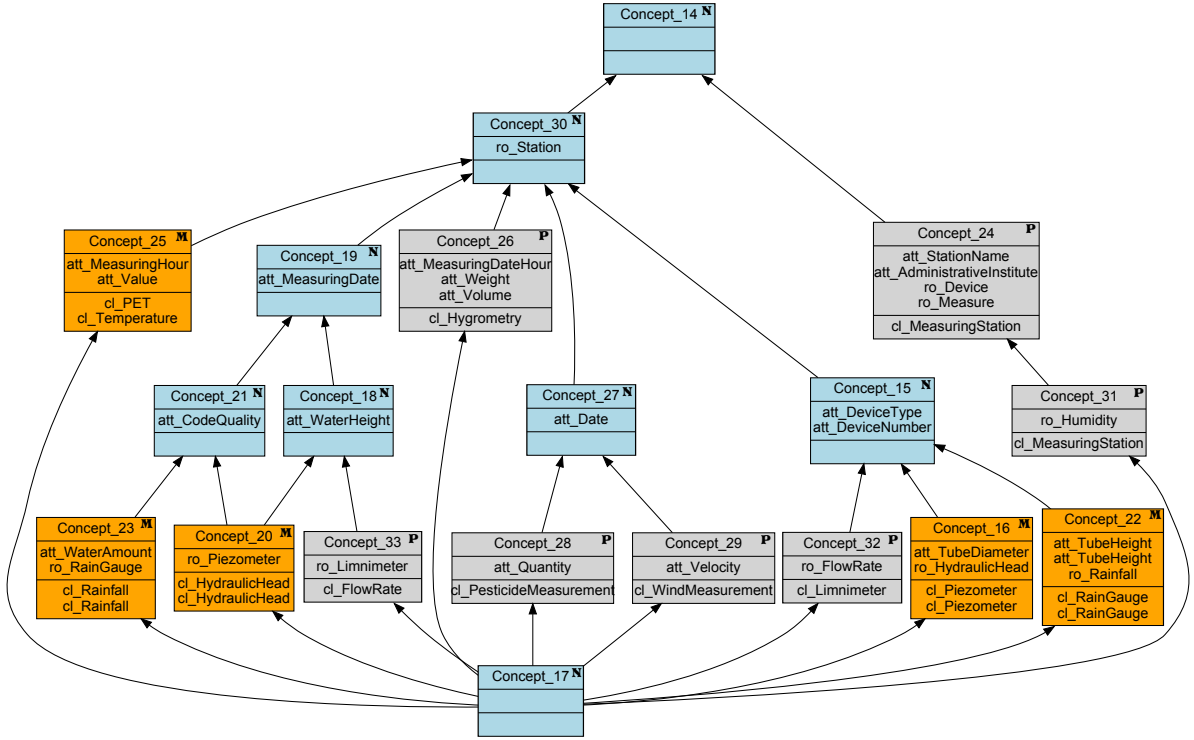 Concept_14 N
Concept_30 N
ro_Station
Concept_25 M
att_MeasuringHour
att_Value
cl_PET
cl_Temperature
Concept_19 N
att_MeasuringDate
Concept_26 P
att_MeasuringDateHour
att_Weight
att_Volume
cl_Hygrometry
Concept_24 P
att_StationName
att_AdministrativeInstitute
ro_Device
ro_Measure
cl_MeasuringStation
Concept_21 N
att_CodeQuality
Concept_18 N
att_WaterHeight
Concept_27 N
att_Date
Concept_15 N
att_DeviceType
att_DeviceNumber
Concept_31 P
ro_Humidity
cl_MeasuringStation
Concept_23 M
att_WaterAmount
ro_RainGauge
cl_Rainfall
cl_Rainfall
Concept_20 M
ro_Piezometer
cl_HydraulicHead
cl_HydraulicHead
Concept_33 P
ro_Limnimeter
cl_FlowRate
Concept_28 P
att_Quantity
cl_PesticideMeasurement
Concept_29 P
att_Velocity
cl_WindMeasurement
Concept_32 P
ro_FlowRate
cl_Limnimeter
Concept_16 M
att_TubeDiameter
ro_HydraulicHead
cl_Piezometer
cl_Piezometer
Concept_22 M
att_TubeHeight
att_TubeHeight
ro_Rainfall
cl_RainGauge
cl_RainGauge
Concept_17 N